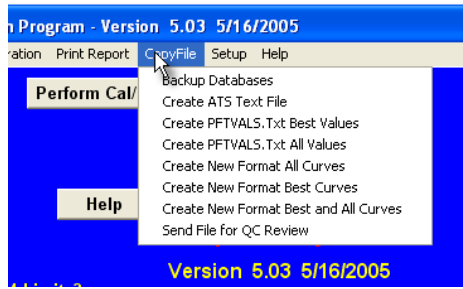 n Program - Version 5.03 5/16/2005
ration Print Report CopyFile Setup Help
Backup Databases
Perform Cal/
Create ATS Text File
Create PFTVALS.Txt Best Values
Create PFTVALS.Txt All Values
Create New Format All Curves
Create New Format Best Curves
Help
Create New Format Best and All Curves
Send File for QC Review
Version 5.03 5/16/2005